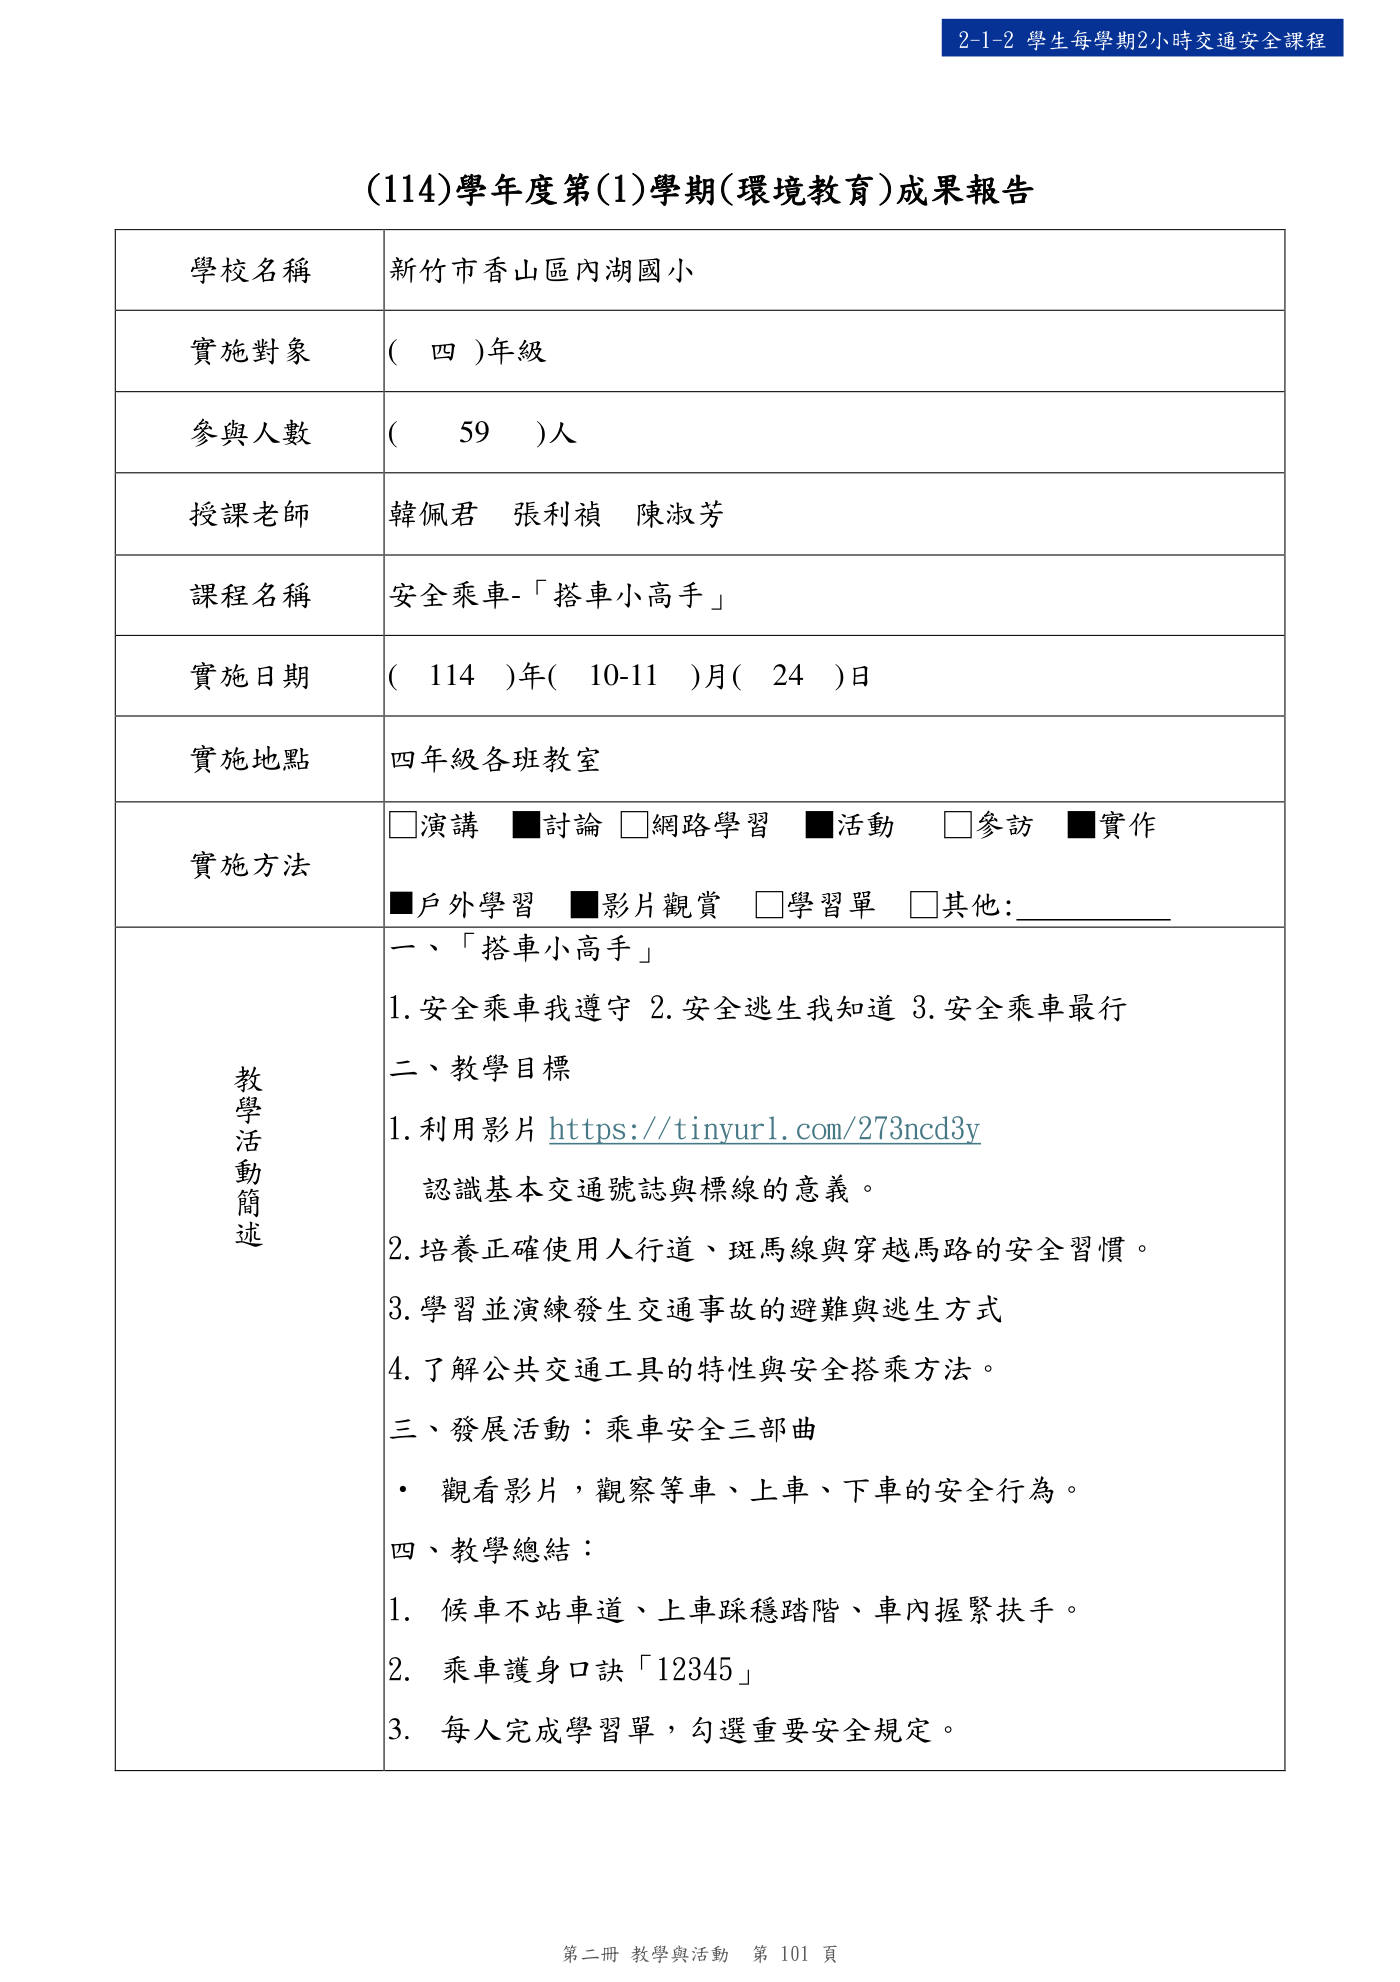 2-1-2 學生每學期2小時交通安全課程
(114)學年度第(1)學期(環境教育)成果報告
學校名稱 新竹市香山區內湖國小
實施對象 ( 四 )年級
參與人數 ( 59 )人
授課老師 韓佩君 張利禎 陳淑芳
課程名稱 安全乘車-「搭車小高手」
實施日期 ( 114 )年( 10-11 )月( 24 )日
實施地點 四年級各班教室
實施方法
□演講 ■討論 □網路學習 ■活動 □參訪 ■實作
■戶外學習 ■影片觀賞 □學習單 □其他:__________
教學活動簡述
一、「搭車小高手」
1.安全乘車我遵守 2.安全逃生我知道 3.安全乘車最行
二、教學目標
1.利用影片 https://tinyurl.com/273ncd3y
認識基本交通號誌與標線的意義。
2.培養正確使用人行道、斑馬線與穿越馬路的安全習慣。
3.學習並演練發生交通事故的避難與逃生方式
4.了解公共交通工具的特性與安全搭乘方法。
三、發展活動：乘車安全三部曲
• 觀看影片，觀察等車、上車、下車的安全行為。
四、教學總結：
1. 候車不站車道、上車踩穩踏階、車內握緊扶手。
2. 乘車護身口訣「12345」
3. 每人完成學習單，勾選重要安全規定。
第二冊 教學與活動 第 101 頁